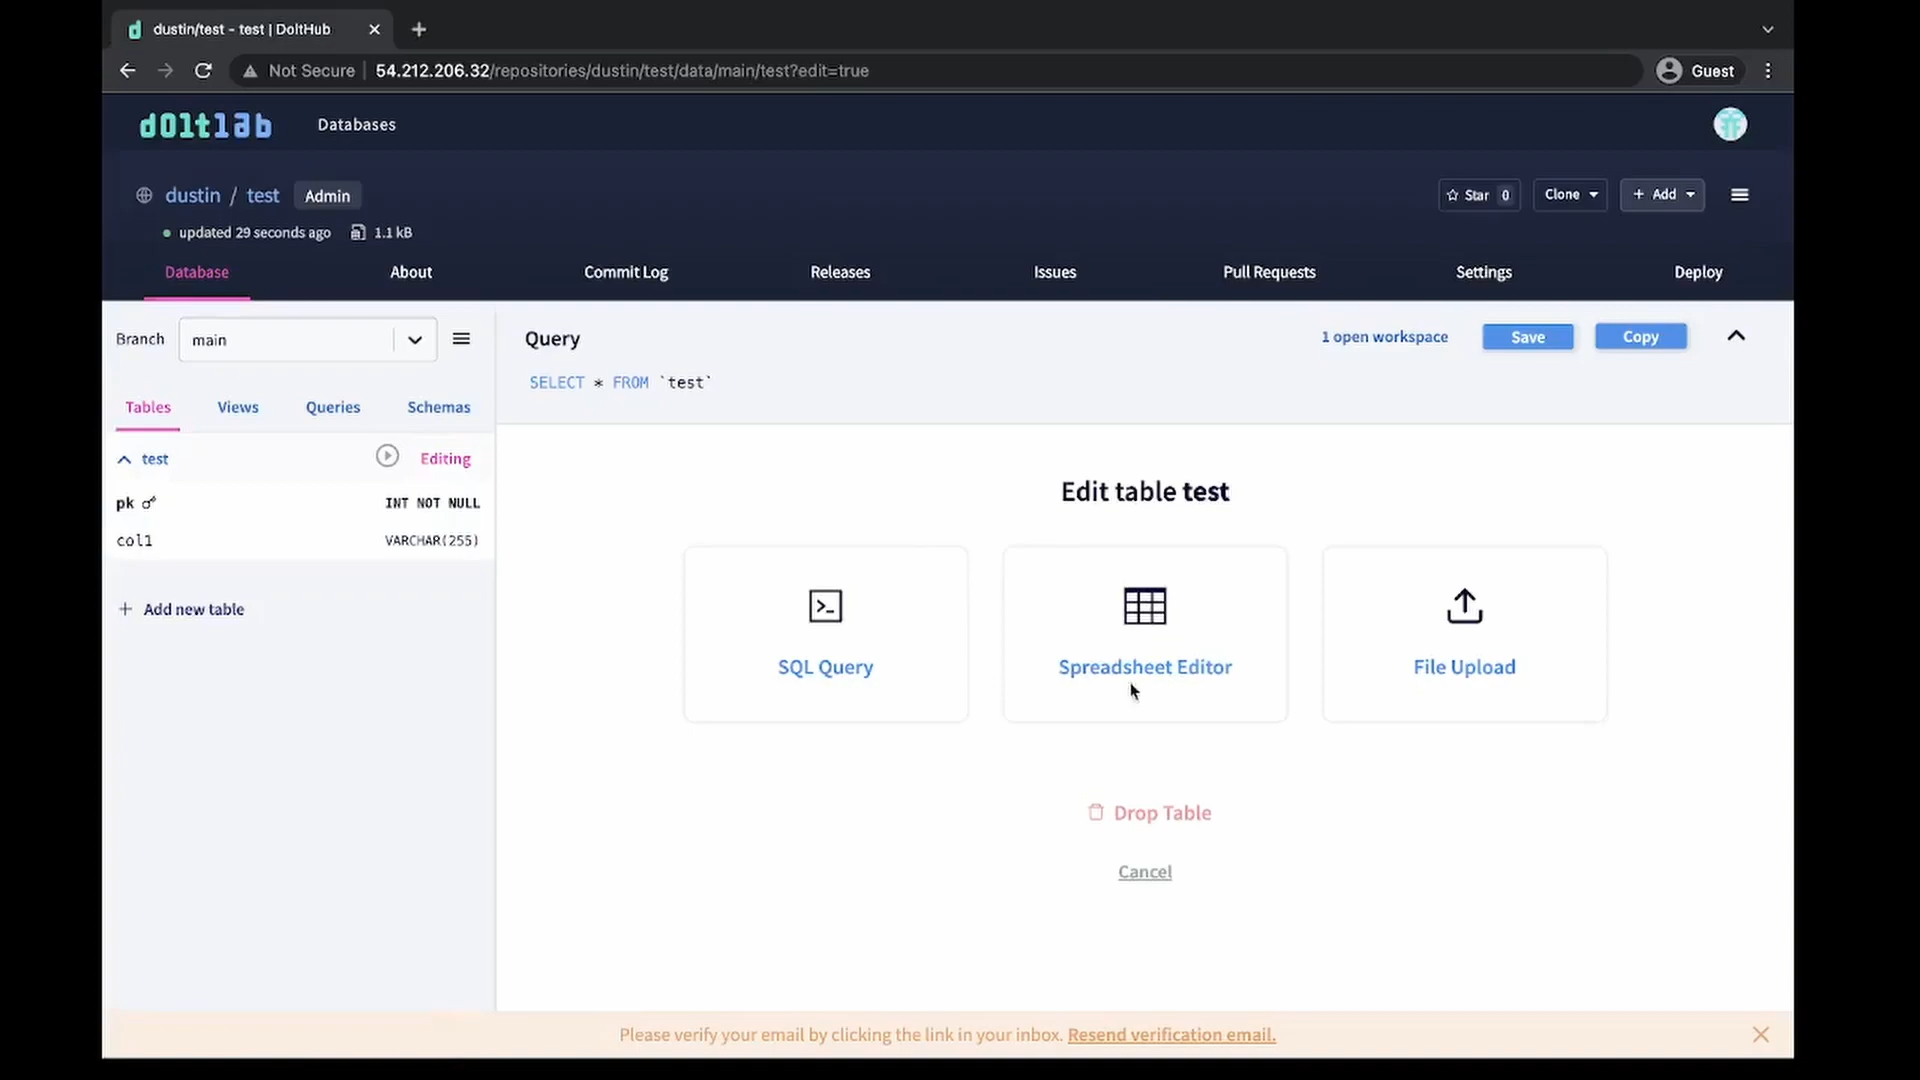 dustin/test - test | DoltHub
Not Secure 54.212.206.32/repositories/dustin/test/data/main/test?edit=true Guest
doltlab Databases
dustin / test Admin Star 0 Clone + Add
updated 29 seconds ago 1.1 kB
Database About Commit Log Releases Issues Pull Requests Settings Deploy
Branch main
Query 1 open workspace Save Copy
SELECT * FROM `test`
Tables Views Queries Schemas
test Editing
pk INT NOT NULL
col1 VARCHAR(255)
+ Add new table
Edit table test
SQL Query Spreadsheet Editor File Upload
Drop Table
Cancel
Please verify your email by clicking the link in your inbox. Resend verification email.